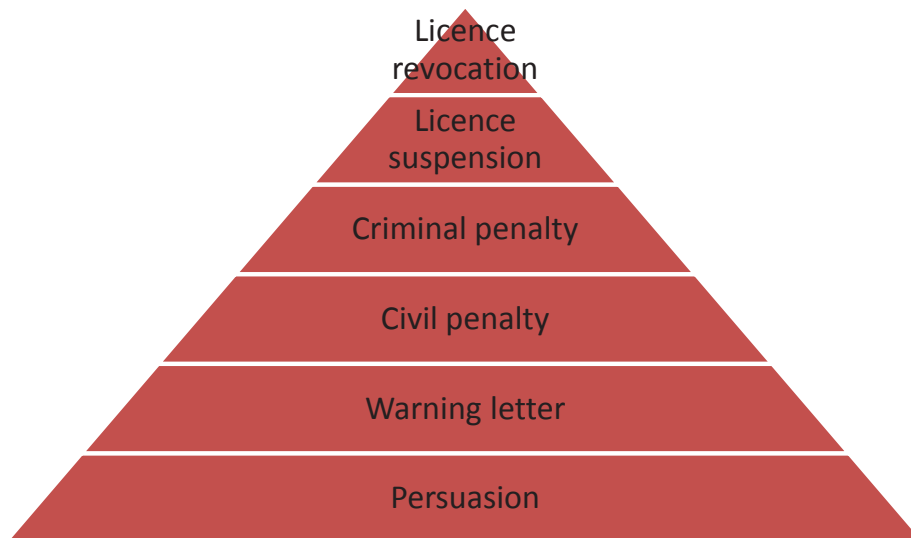 Licence
revocation
Licence
suspension
Criminal penalty
Civil penalty
Warning letter
Persuasion